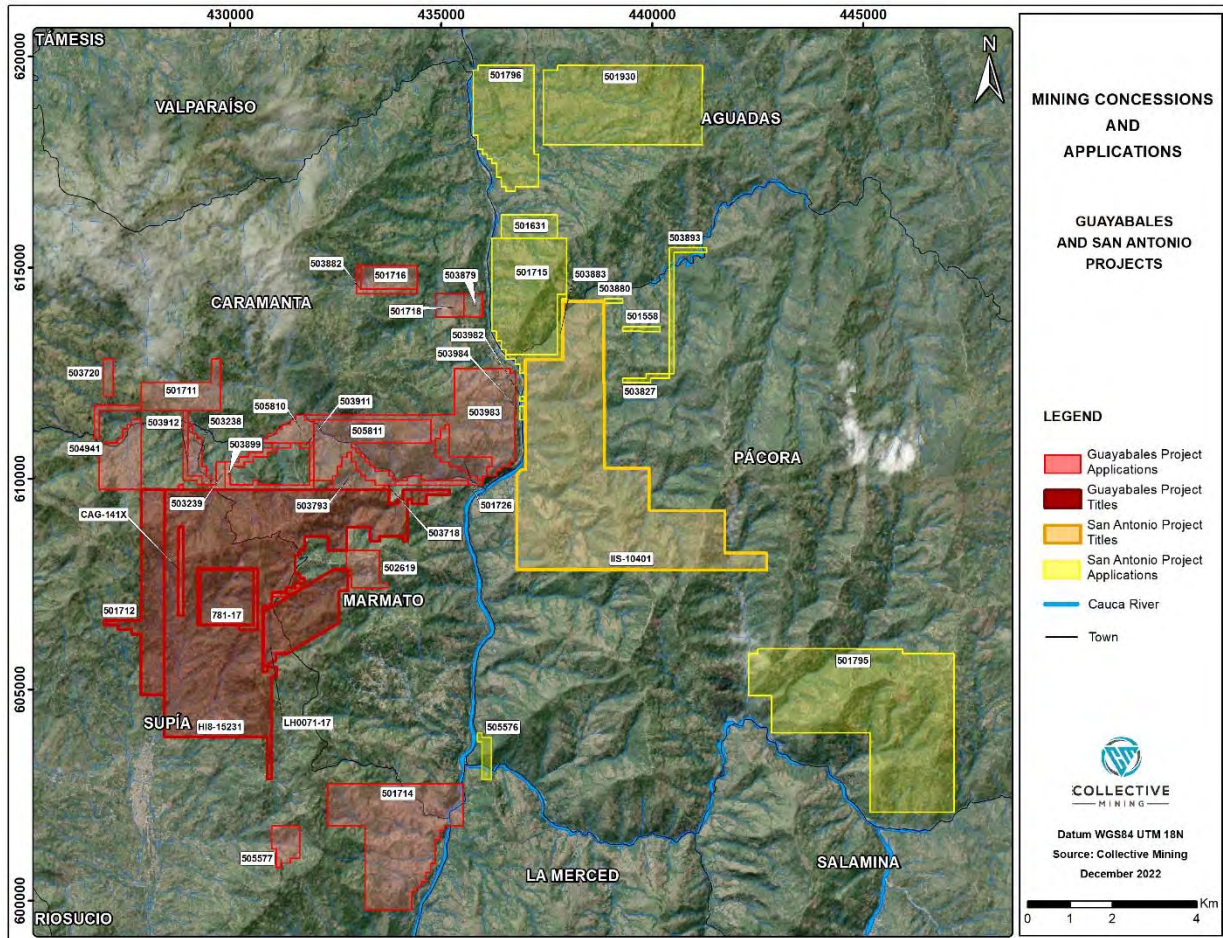 430000
435000
440000
445000
620000
615000
610000
605000
600000
TÁMESIS
VALPARAÍSO
AGUADAS
CARAMANTA
PÁCORA
MARMATO
SUPÍA
LA MERCED
SALAMINA
RIOSUCIO
N
501796
501930
501631
501715
503893
503883
503880
501558
503827
503882
501716
503879
501718
503982
503984
503720
501711
505810
503911
503912
503238
505811
503983
504941
503899
503239
503793
501726
CAG-141X
503718
IIS-10401
502619
501712
781-17
501795
HI8-15231
LH0071-17
505576
501714
505577
MINING CONCESSIONS
AND
APPLICATIONS
GUAYABALES
AND SAN ANTONIO
PROJECTS
LEGEND
Guayabales Project
Applications
Guayabales Project
Titles
San Antonio Project
Titles
San Antonio Project
Applications
Cauca River
Town
COLLECTIVE
MINING
Datum WGS84 UTM 18N
Source: Collective Mining
December 2022
Km
0 1 2 4